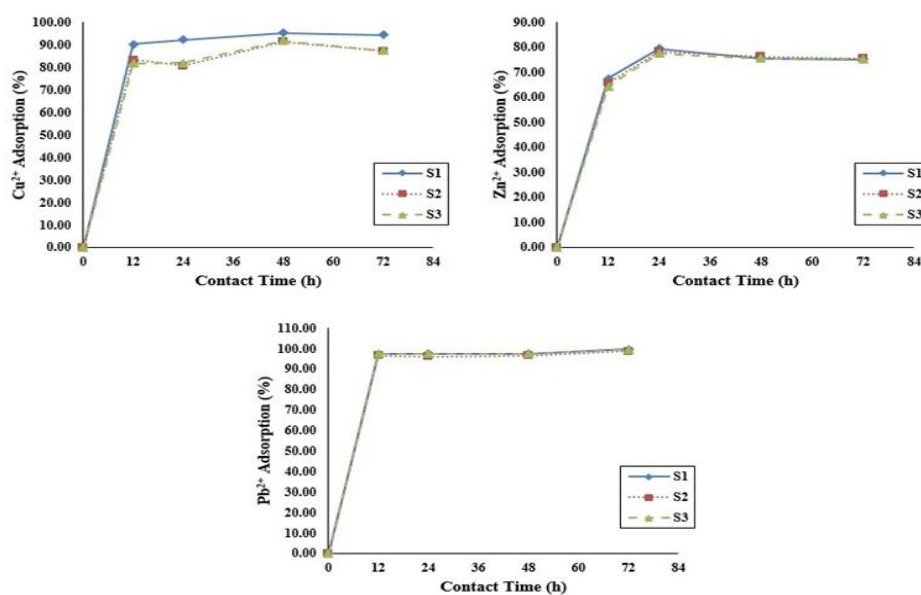 Cu²⁺ Adsorption (%)
100.00
90.00
80.00
70.00
60.00
50.00
40.00
30.00
20.00
10.00
0.00
S1
S2
S3
0 12 24 36 48 60 72 84
Contact Time (h)
Zn²⁺ Adsorption (%)
90.00
80.00
70.00
60.00
50.00
40.00
30.00
20.00
10.00
0.00
S1
S2
S3
0 12 24 36 48 60 72 84
Contact Time (h)
Pb²⁺ Adsorption (%)
110.00
100.00
90.00
80.00
70.00
60.00
50.00
40.00
30.00
20.00
10.00
0.00
S1
S2
S3
0 12 24 36 48 60 72 84
Contact Time (h)